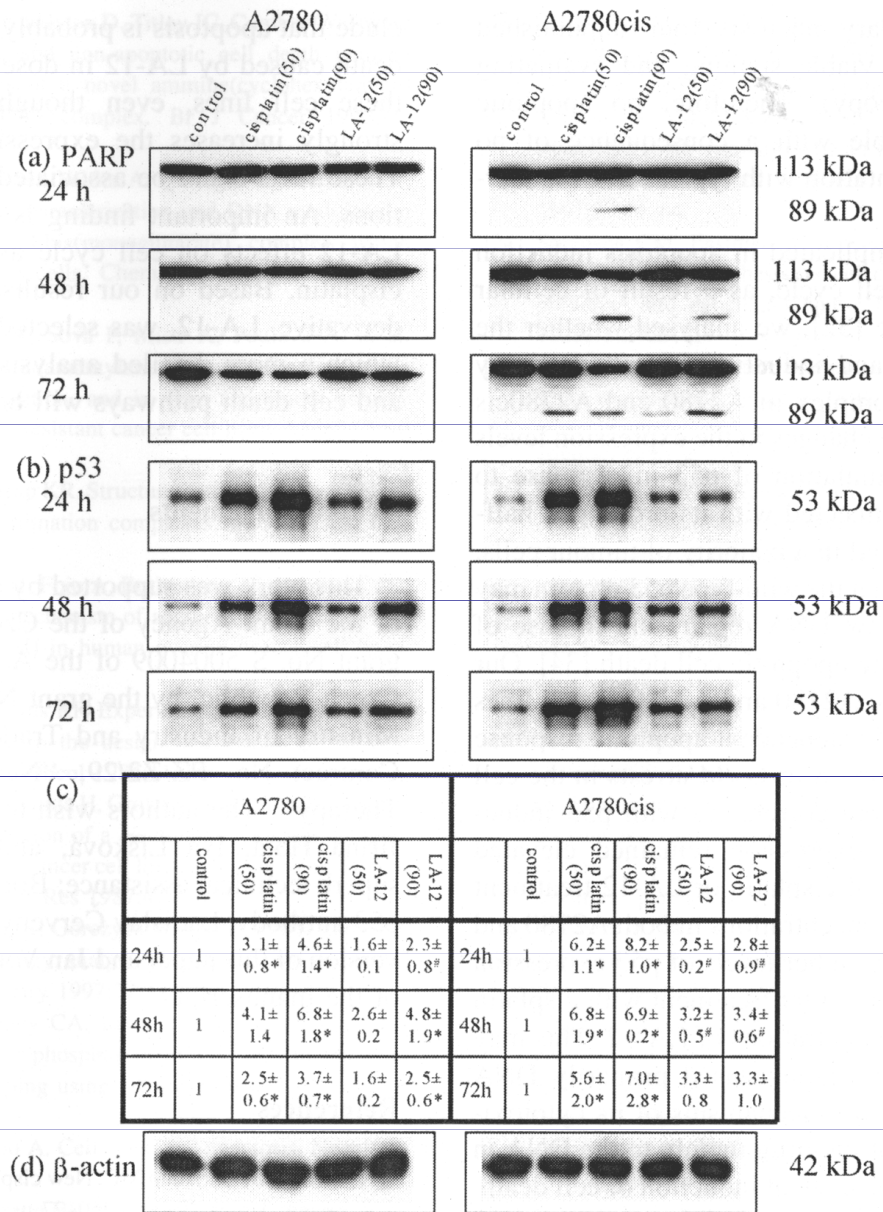 A2780 A2780cis
control cisplatin(50) cisplatin(90) LA-12(50) LA-12(90) control cisplatin(50) cisplatin(90) LA-12(50) LA-12(90)
(a) PARP 113 kDa
24 h 89 kDa
48 h 113 kDa
89 kDa
72 h 113 kDa
89 kDa
(b) p53
24 h 53 kDa
48 h 53 kDa
72 h 53 kDa
(c)
A2780 A2780cis
control cisplatin (50) cisplatin (90) LA-12 (50) LA-12 (90) control cisplatin (50) cisplatin (90) LA-12 (50) LA-12 (90)
24h 1 3.1± 0.8* 4.6± 1.4* 1.6± 0.1 2.3± 0.8# 24h 1 6.2± 1.1* 8.2± 1.0* 2.5± 0.2# 2.8± 0.9#
48h 1 4.1± 1.4 6.8± 1.8* 2.6± 0.2 4.8± 1.9* 48h 1 6.8± 1.9* 6.9± 0.2* 3.2± 0.5# 3.4± 0.6#
72h 1 2.5± 0.6* 3.7± 0.7* 1.6± 0.2 2.5± 0.6* 72h 1 5.6± 2.0* 7.0± 2.8* 3.3± 0.8 3.3± 1.0
(d) β-actin 42 kDa